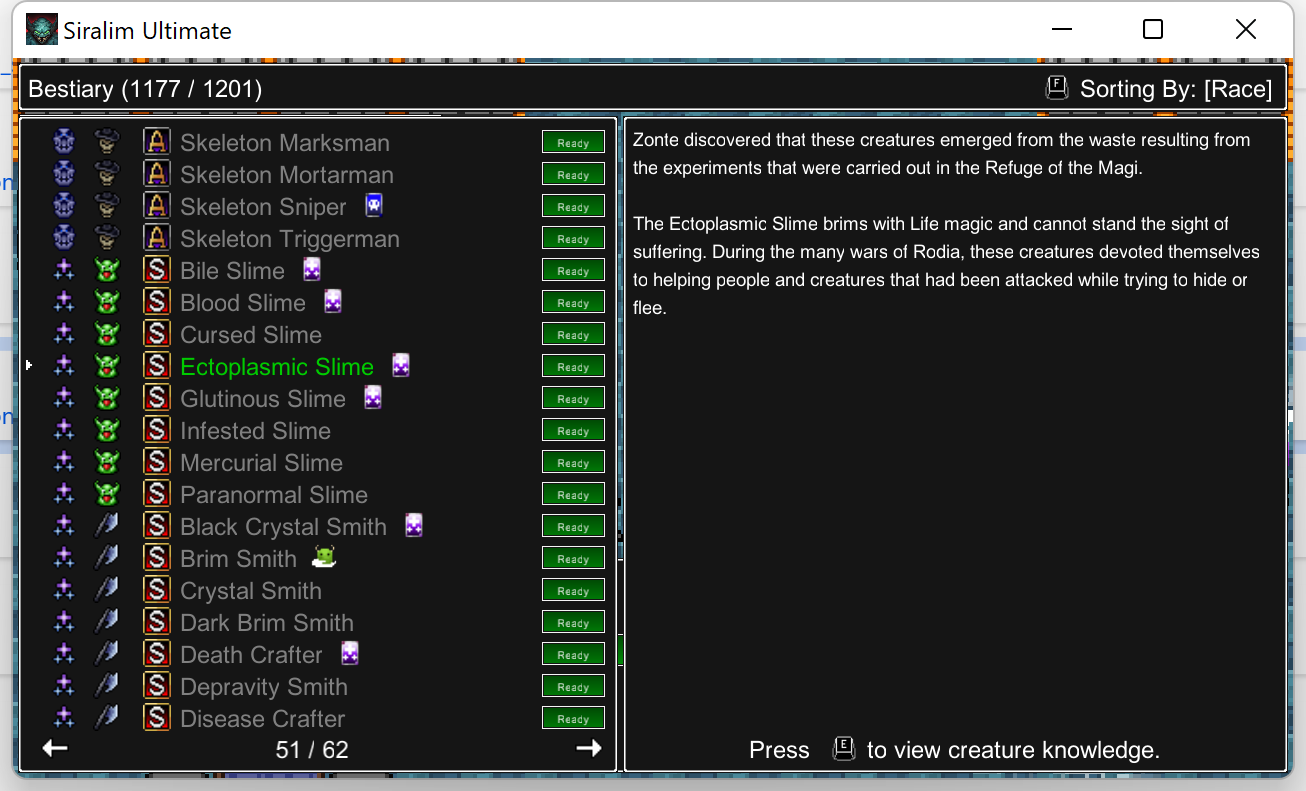 Siralim Ultimate
Bestiary (1177 / 1201)
F Sorting By: [Race]
A Skeleton Marksman Ready
A Skeleton Mortarman Ready
A Skeleton Sniper Ready
A Skeleton Triggerman Ready
S Bile Slime Ready
S Blood Slime Ready
S Cursed Slime Ready
S Ectoplasmic Slime Ready
S Glutinous Slime Ready
S Infested Slime Ready
S Mercurial Slime Ready
S Paranormal Slime Ready
S Black Crystal Smith Ready
S Brim Smith Ready
S Crystal Smith Ready
S Dark Brim Smith Ready
S Death Crafter Ready
S Depravity Smith Ready
S Disease Crafter Ready
51 / 62
Zonte discovered that these creatures emerged from the waste resulting from
the experiments that were carried out in the Refuge of the Magi.
The Ectoplasmic Slime brims with Life magic and cannot stand the sight of
suffering. During the many wars of Rodia, these creatures devoted themselves
to helping people and creatures that had been attacked while trying to hide or
flee.
Press E to view creature knowledge.